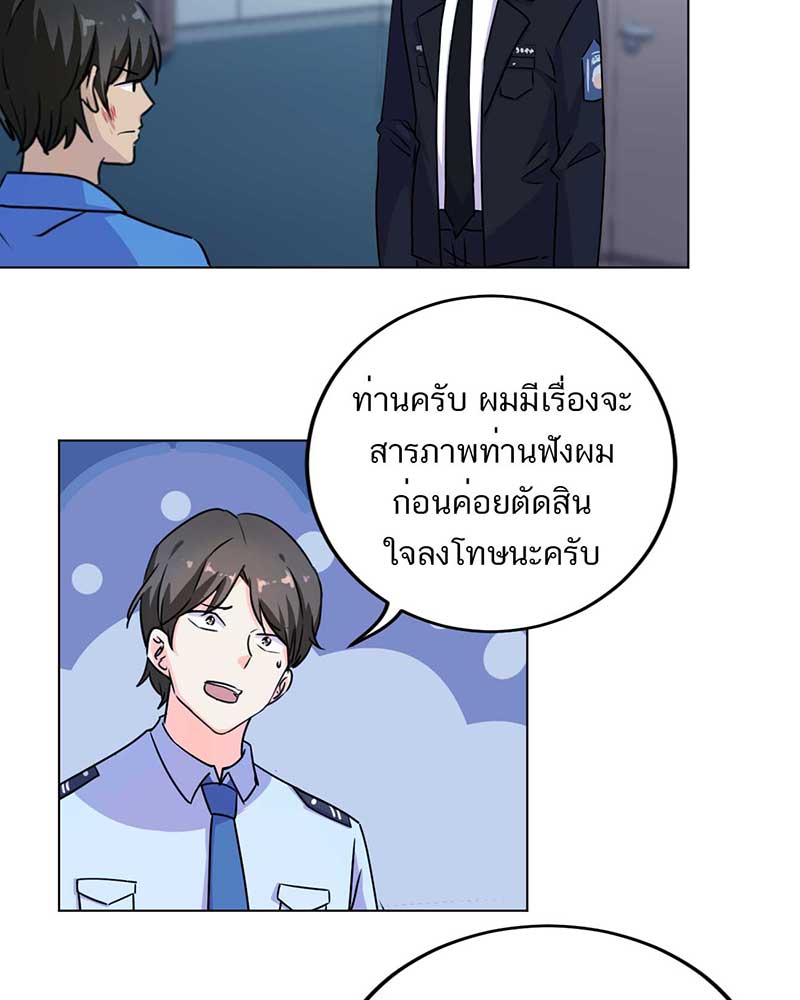 ท่านครับ ผมมีเรื่องจะ
สารภาพท่านฟังผม
ก่อนค่อยตัดสิน
ใจลงโทษนะครับ